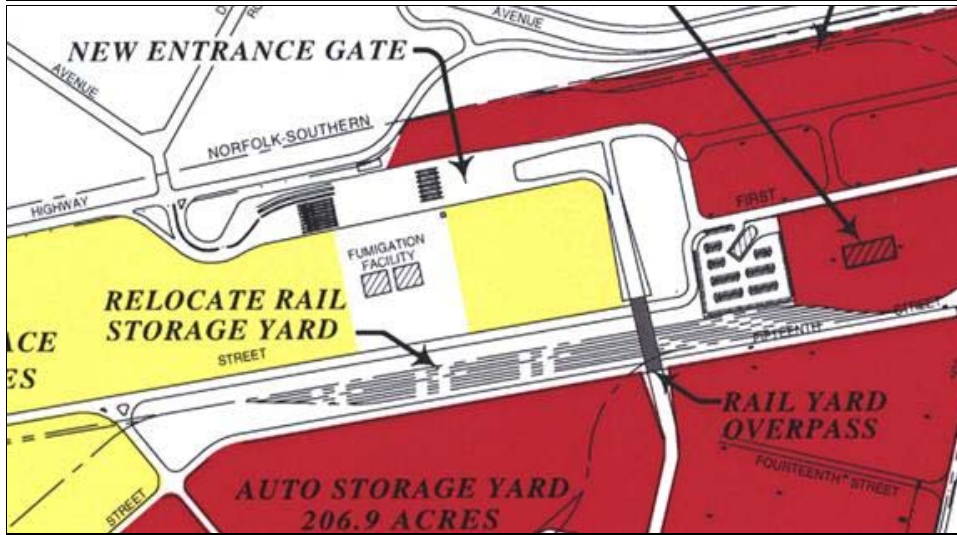 AVENUE
NEW ENTRANCE GATE
AVENUE
NORFOLK-SOUTHERN
HIGHWAY
FIRST
FUMIGATION
FACILITY
RELOCATE RAIL
STORAGE YARD
STREET
FIFTEENTH
STREET
ACE
ES
RAIL YARD
OVERPASS
FOURTEENTH STREET
AUTO STORAGE YARD
206.9 ACRES
STREET